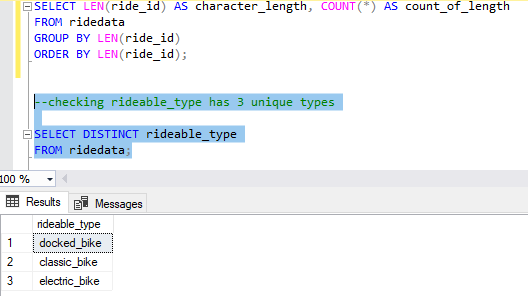 SELECT LEN(ride_id) AS character_length, COUNT(*) AS count_of_length
FROM ridedata
GROUP BY LEN(ride_id)
ORDER BY LEN(ride_id);
--checking rideable_type has 3 unique types
SELECT DISTINCT rideable_type
FROM ridedata;
100 %
Results Messages
rideable_type
1 docked_bike
2 classic_bike
3 electric_bike